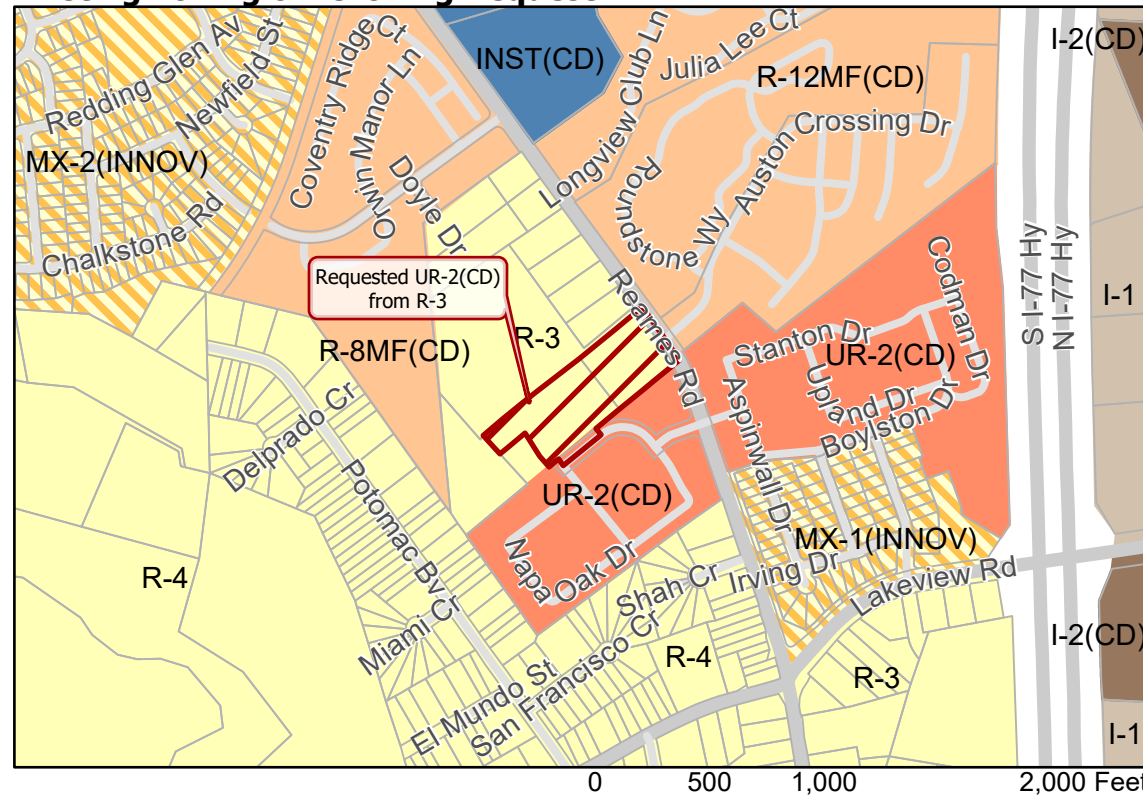 Redding Glen Av
Newfield St
Coventry Ridge Ct
Orwin Manor Ln
INST(CD)
Longview Club Ln
Julia Lee Ct
R-12MF(CD)
I-2(CD)
MX-2(INNOV)
Doyle Dr
Roundstone Wy
Auston Crossing Dr
Chalkstone Rd
Requested UR-2(CD)
from R-3
R-3
Reames Rd
S I-77 Hy
N I-77 Hy
I-1
R-8MF(CD)
Stanton Dr
UR-2(CD)
Codman Dr
Upland Dr
Boylston Dr
Aspinwall Dr
Delprado Cr
Potomac Bv
UR-2(CD)
MX-1(INNOV)
Napa Oak Dr
Irving Dr
Lakeview Rd
R-4
Shah Cr
Miami Cr
San Francisco Cr
El Mundo St
R-4
R-3
I-2(CD)
I-1
0 500 1,000 2,000 Feet